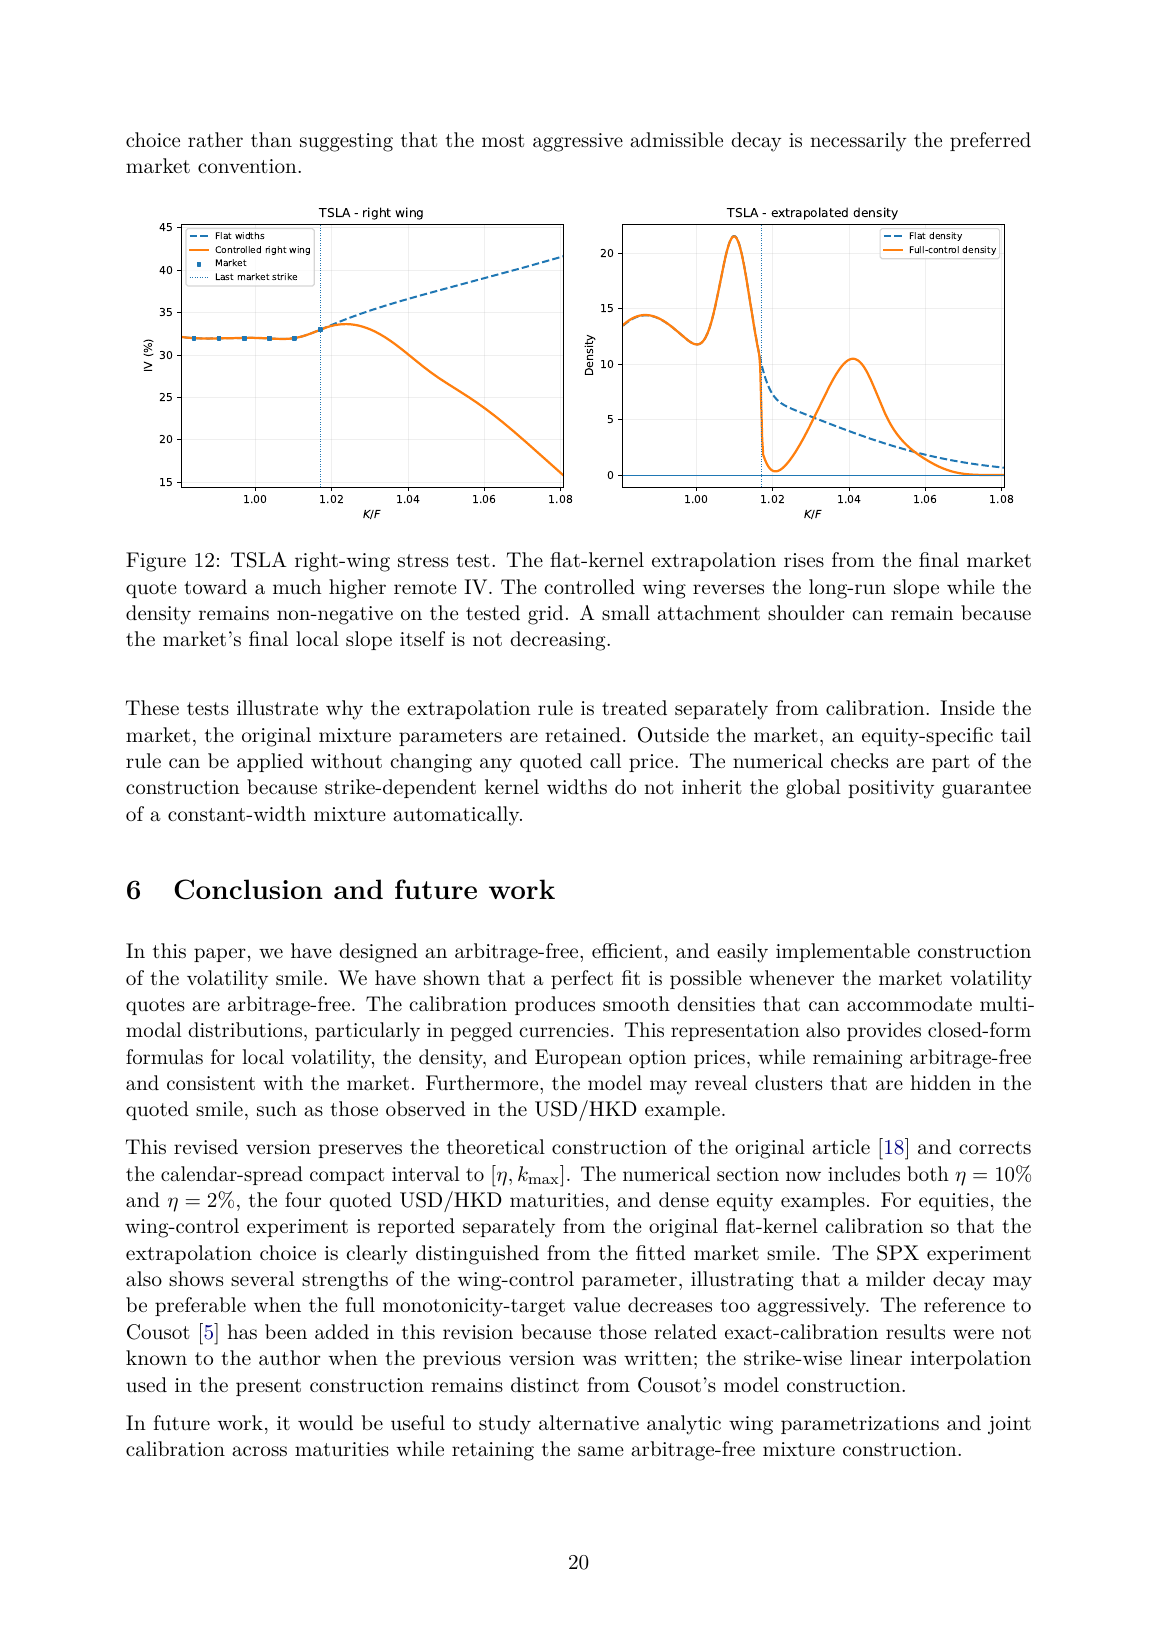 choice rather than suggesting that the most aggressive admissible decay is necessarily the preferred
market convention.
TSLA - right wing
45
40
35
30
25
20
15
IV (%)
Flat widths
Controlled right wing
Market
Last market strike
1.00
1.02
1.04
1.06
1.08
K/F
TSLA - extrapolated density
20
15
10
5
0
Density
Flat density
Full-control density
1.00
1.02
1.04
1.06
1.08
K/F
Figure 12: TSLA right-wing stress test. The flat-kernel extrapolation rises from the final market
quote toward a much higher remote IV. The controlled wing reverses the long-run slope while the
density remains non-negative on the tested grid. A small attachment shoulder can remain because
the market's final local slope itself is not decreasing.
These tests illustrate why the extrapolation rule is treated separately from calibration. Inside the
market, the original mixture parameters are retained. Outside the market, an equity-specific tail
rule can be applied without changing any quoted call price. The numerical checks are part of the
construction because strike-dependent kernel widths do not inherit the global positivity guarantee
of a constant-width mixture automatically.
6 Conclusion and future work
In this paper, we have designed an arbitrage-free, efficient, and easily implementable construction
of the volatility smile. We have shown that a perfect fit is possible whenever the market volatility
quotes are arbitrage-free. The calibration produces smooth densities that can accommodate multi-
modal distributions, particularly in pegged currencies. This representation also provides closed-form
formulas for local volatility, the density, and European option prices, while remaining arbitrage-free
and consistent with the market. Furthermore, the model may reveal clusters that are hidden in the
quoted smile, such as those observed in the USD/HKD example.
This revised version preserves the theoretical construction of the original article [18] and corrects
the calendar-spread compact interval to [η, kmax]. The numerical section now includes both η = 10%
and η = 2%, the four quoted USD/HKD maturities, and dense equity examples. For equities, the
wing-control experiment is reported separately from the original flat-kernel calibration so that the
extrapolation choice is clearly distinguished from the fitted market smile. The SPX experiment
also shows several strengths of the wing-control parameter, illustrating that a milder decay may
be preferable when the full monotonicity-target value decreases too aggressively. The reference to
Cousot [5] has been added in this revision because those related exact-calibration results were not
known to the author when the previous version was written; the strike-wise linear interpolation
used in the present construction remains distinct from Cousot's model construction.
In future work, it would be useful to study alternative analytic wing parametrizations and joint
calibration across maturities while retaining the same arbitrage-free mixture construction.
20